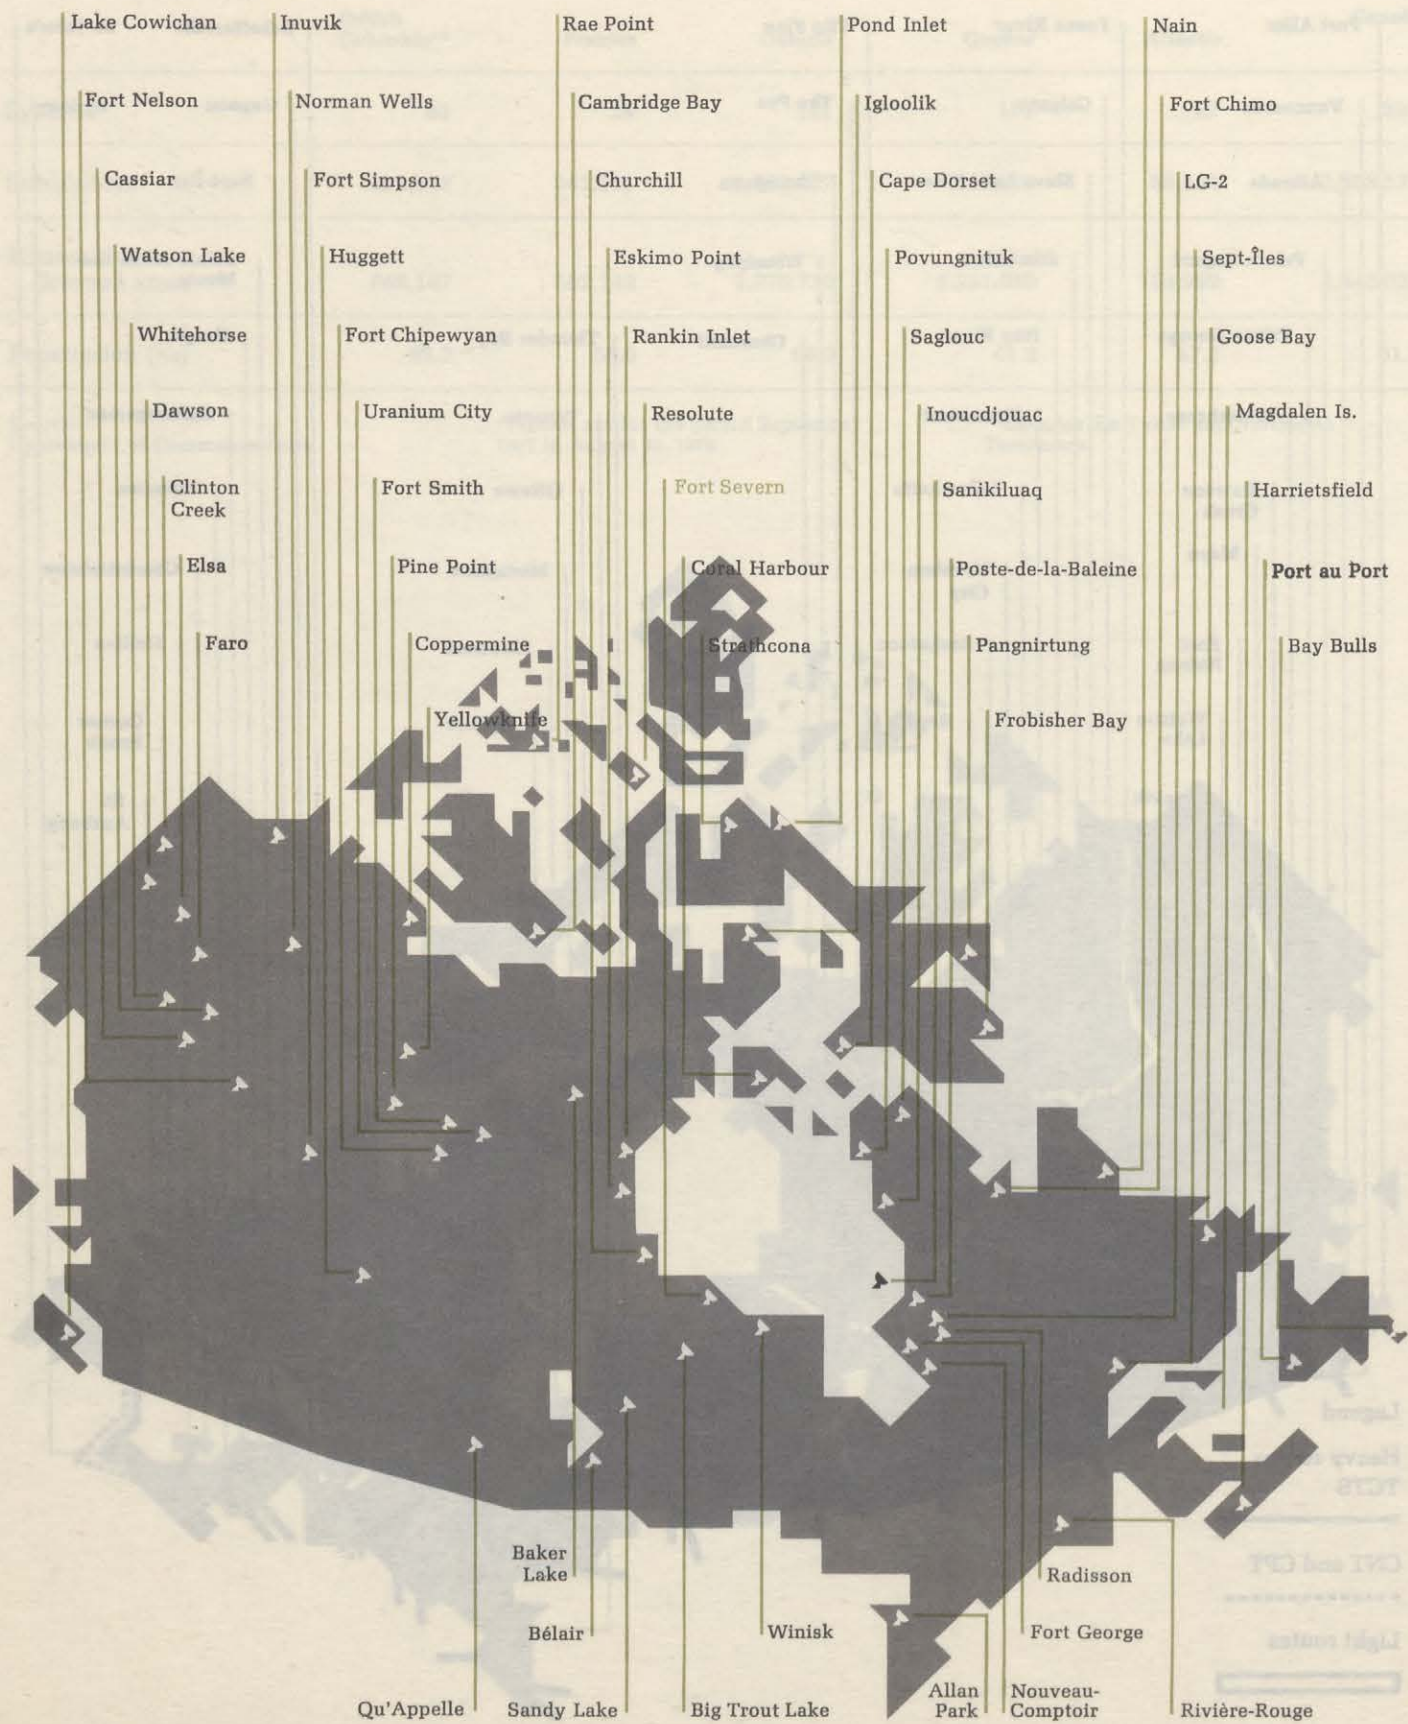 Lake Cowichan
Inuvik
Rae Point
Pond Inlet
Nain
Fort Nelson
Norman Wells
Cambridge Bay
Igloolik
Fort Chimo
Cassiar
Fort Simpson
Churchill
Cape Dorset
LG-2
Watson Lake
Huggett
Eskimo Point
Povungnituk
Sept-Îles
Whitehorse
Fort Chipewyan
Rankin Inlet
Saglouc
Goose Bay
Dawson
Uranium City
Resolute
Inoucdjouac
Magdalen Is.
Clinton
Creek
Fort Smith
Fort Severn
Sanikiluaq
Harrietsfield
Elsa
Pine Point
Coral Harbour
Poste-de-la-Baleine
Port au Port
Faro
Coppermine
Strathcona
Pangnirtung
Bay Bulls
Yellowknife
Frobisher Bay
Baker
Lake
Radisson
Bélair
Winisk
Fort George
Qu'Appelle
Sandy Lake
Big Trout Lake
Allan
Park
Nouveau-
Comptoir
Rivière-Rouge